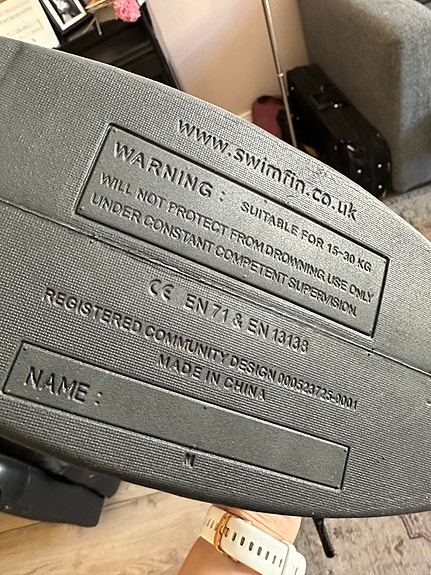 www.swimfin.co.uk
WARNING : SUITABLE FOR 15-30 KG
WILL NOT PROTECT FROM DROWNING. USE ONLY
UNDER CONSTANT COMPETENT SUPERVISION.
CE EN 71 & EN 13138
REGISTERED COMMUNITY DESIGN 000523725-0001
MADE IN CHINA
NAME :